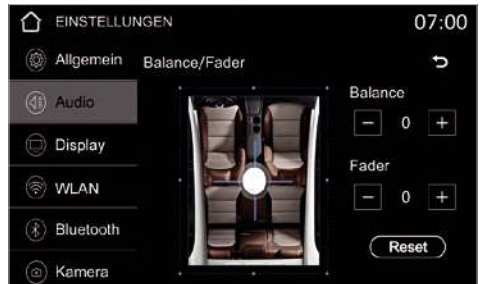 EINSTELLUNGEN
07:00
Allgemein
Balance/Fader
Audio
Display
WLAN
Bluetooth
Kamera
Balance
− 0 +
Fader
− 0 +
Reset